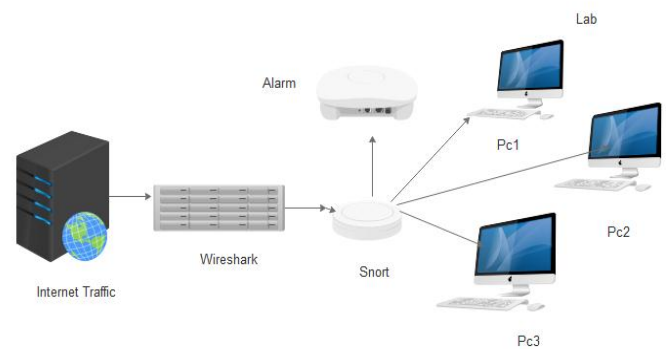 Lab
Alarm
Pc1
Pc2
Wireshark
Snort
Internet Traffic
Pc3